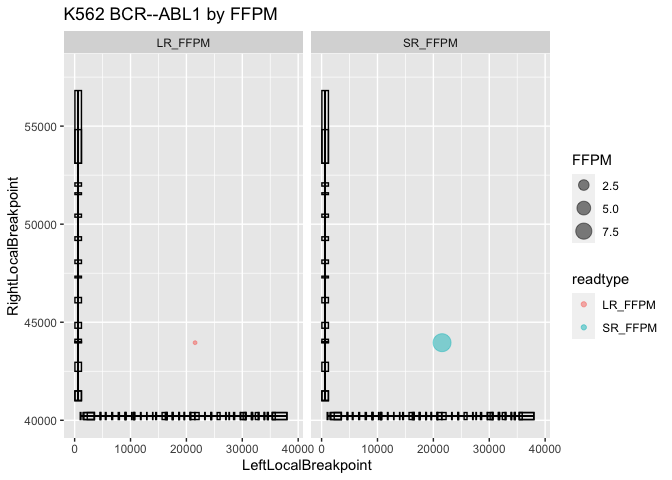 K562 BCR--ABL1 by FFPM
LR_FFPM
SR_FFPM
55000
50000
45000
40000
RightLocalBreakpoint
0
10000
20000
30000
40000
0
10000
20000
30000
40000
LeftLocalBreakpoint
FFPM
2.5
5.0
7.5
readtype
LR_FFPM
SR_FFPM